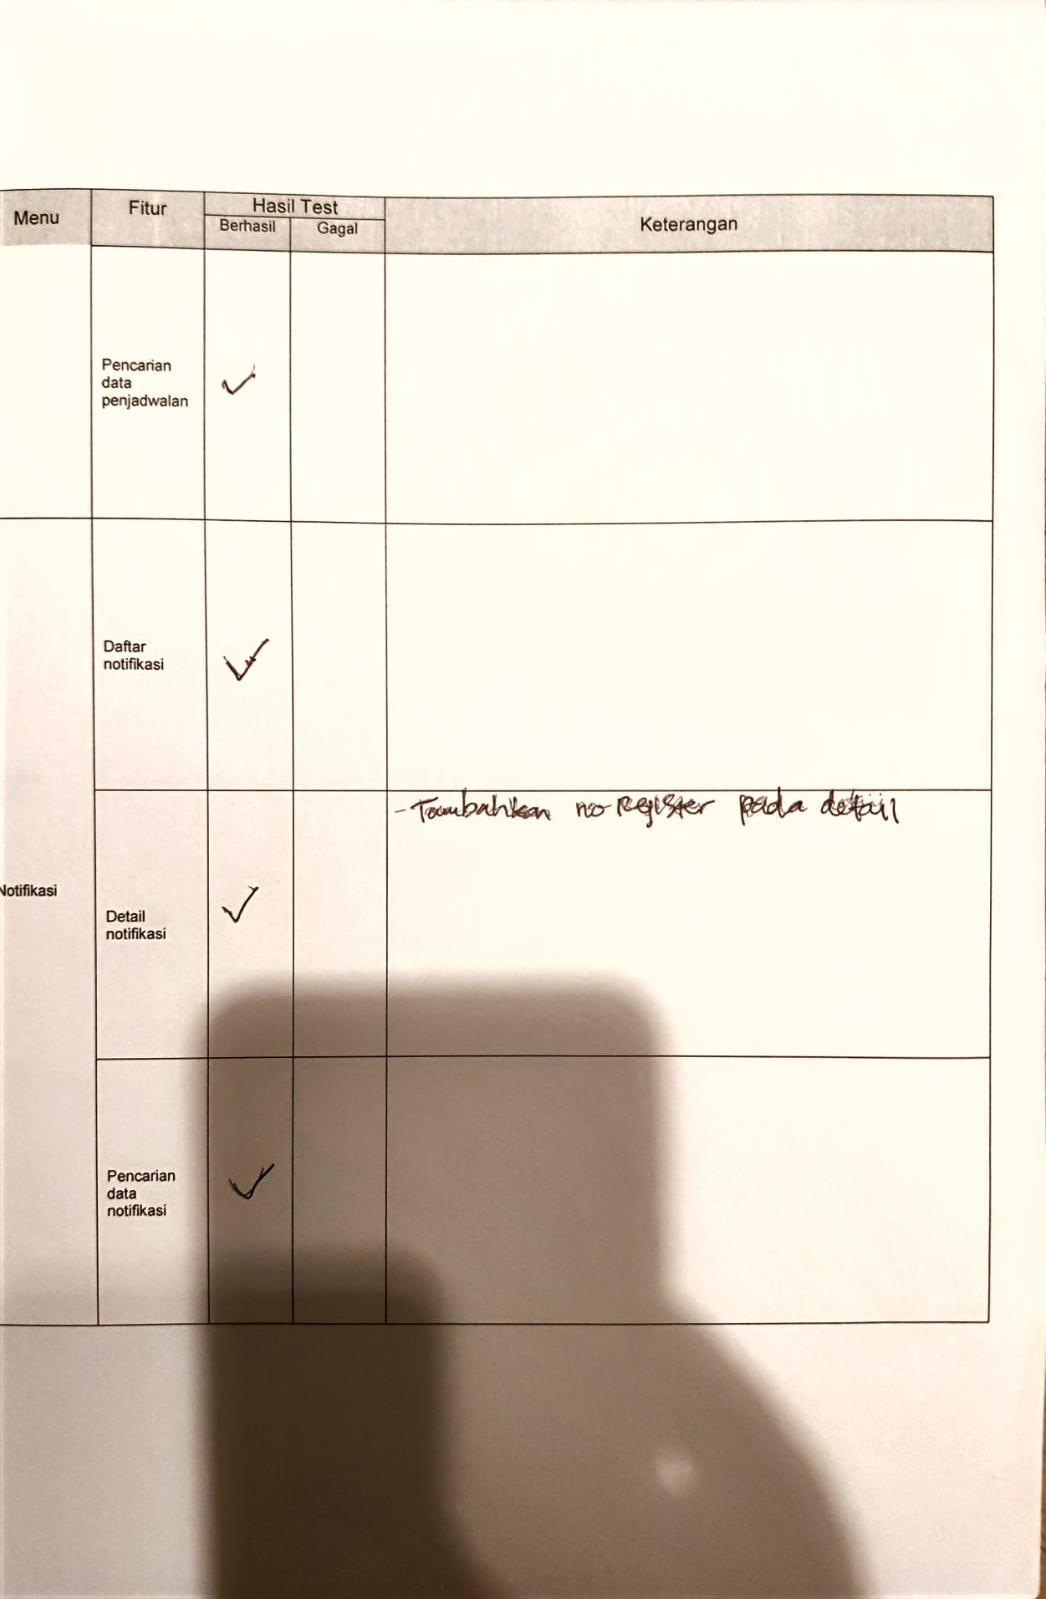 Menu
Fitur
Hasil Test
Berhasil
Gagal
Keterangan
Pencarian
data
penjadwalan
Daftar
notifikasi
Notifikasi
Detail
notifikasi
- Tambahkan no register pada detail
Pencarian
data
notifikasi